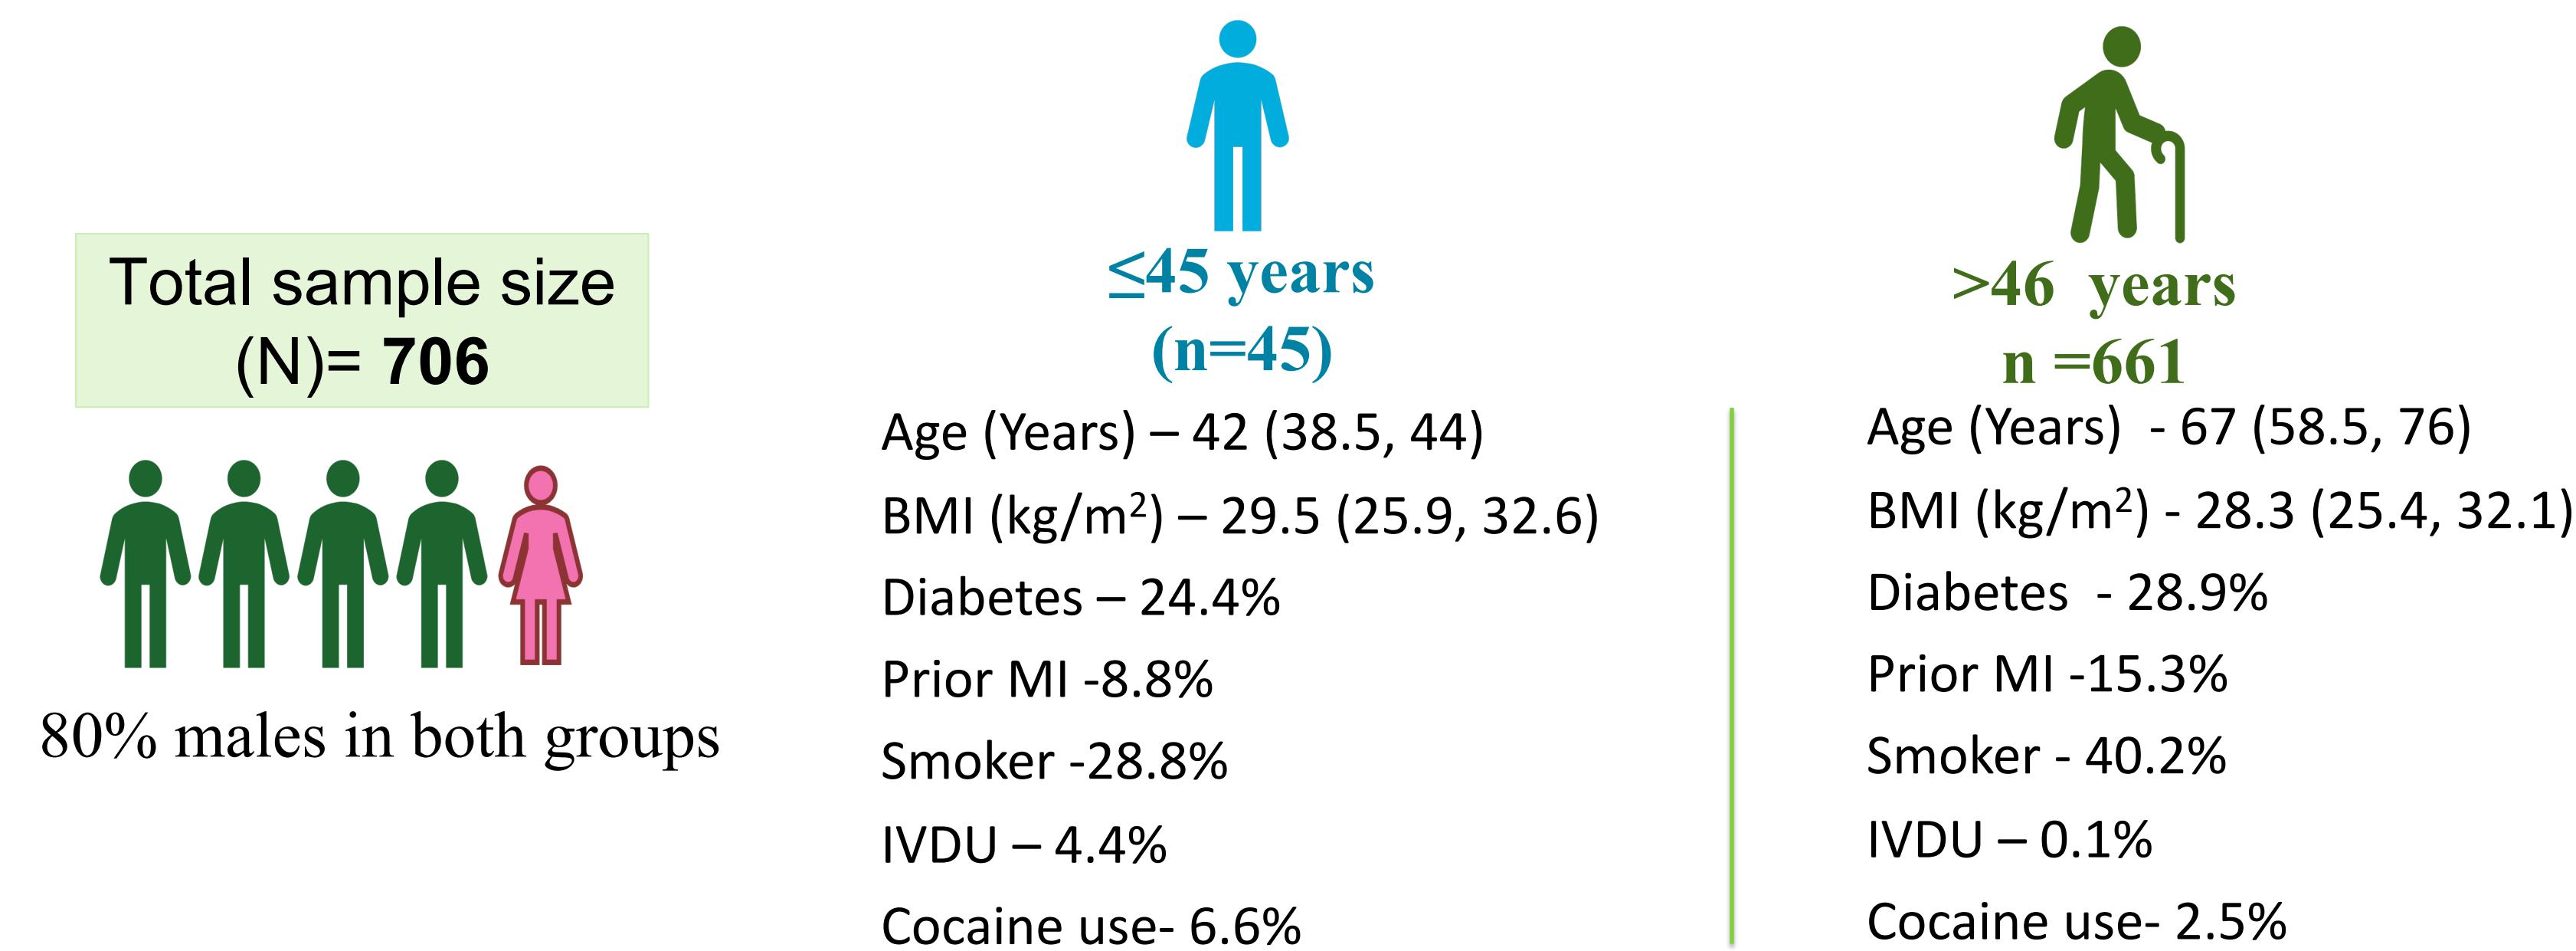 Total sample size
(N)= 706
80% males in both groups
≤45 years
(n=45)
Age (Years) – 42 (38.5, 44)
BMI (kg/m²) – 29.5 (25.9, 32.6)
Diabetes – 24.4%
Prior MI -8.8%
Smoker -28.8%
IVDU – 4.4%
Cocaine use- 6.6%
>46 years
n =661
Age (Years) - 67 (58.5, 76)
BMI (kg/m²) - 28.3 (25.4, 32.1)
Diabetes - 28.9%
Prior MI -15.3%
Smoker - 40.2%
IVDU – 0.1%
Cocaine use- 2.5%